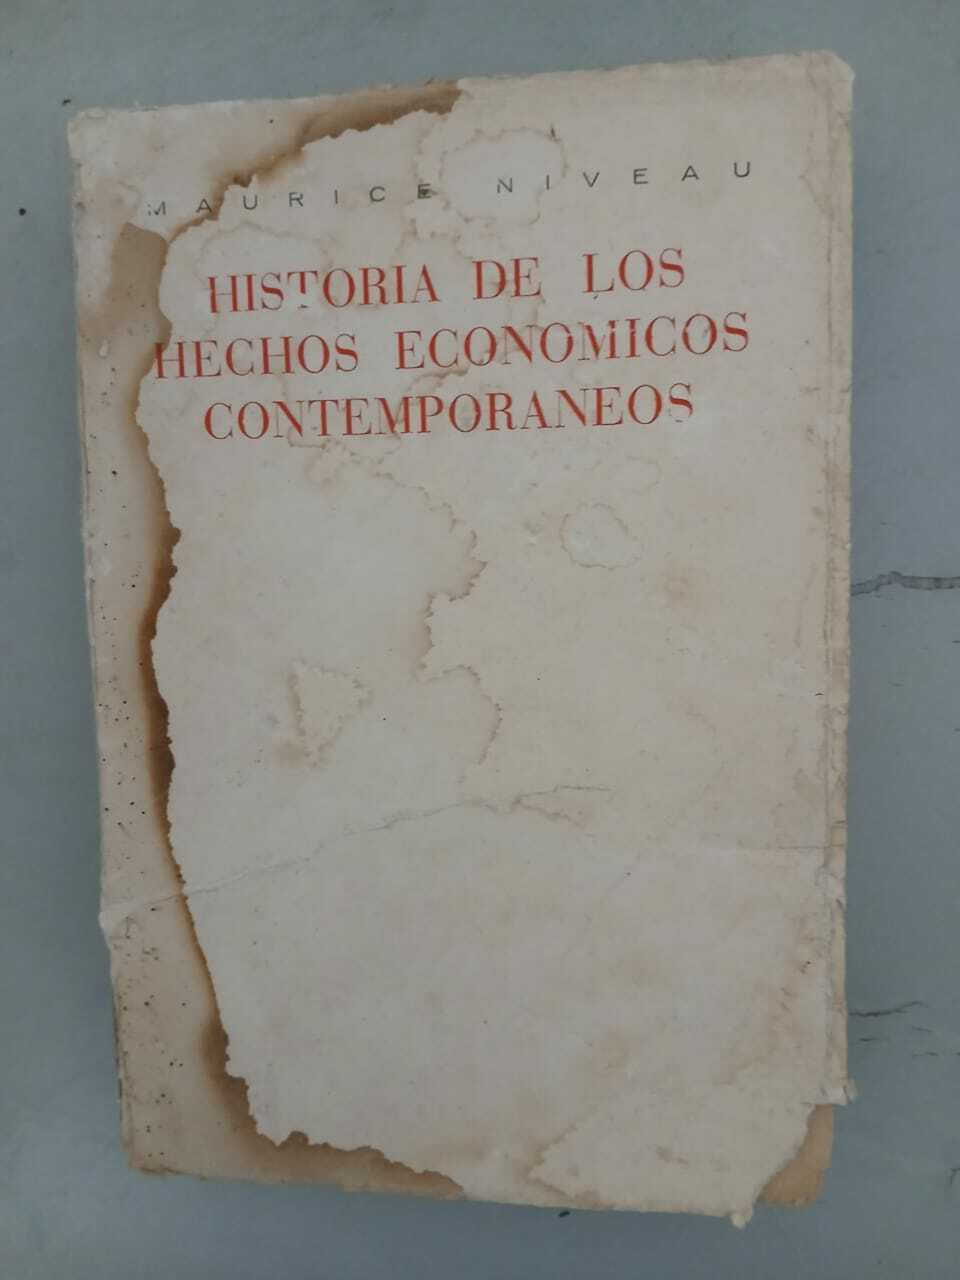 MAURICE NIVEAU
HISTORIA DE LOS
HECHOS ECONOMICOS
CONTEMPORANEOS